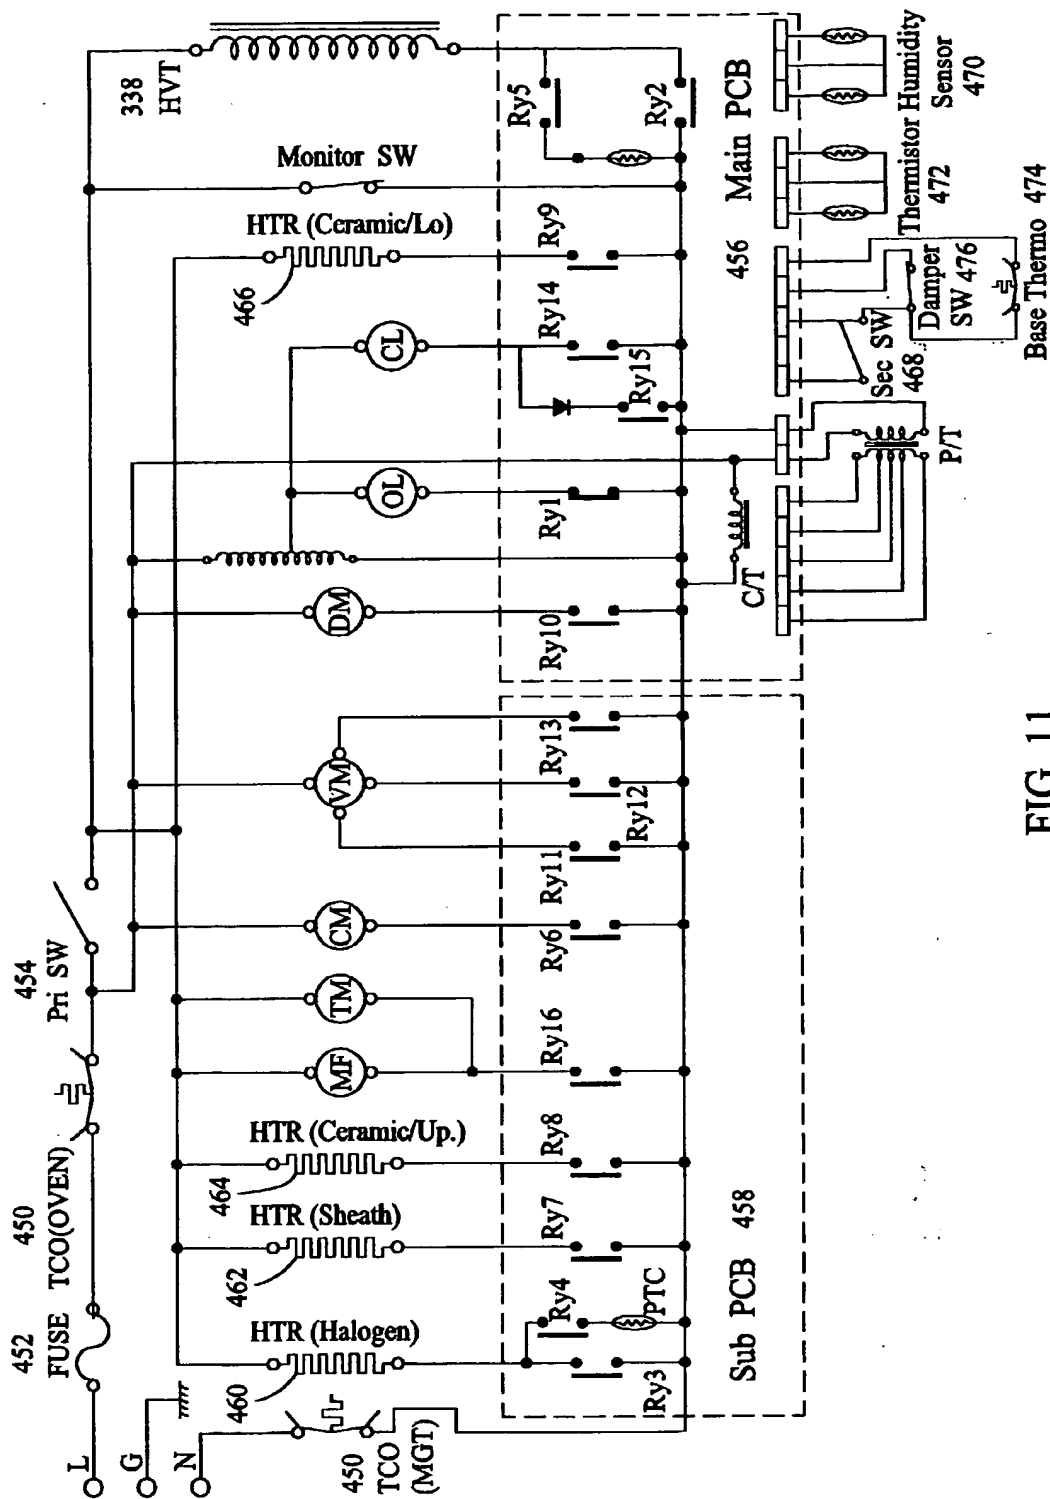 L
G
N
452
FUSE
450
TCO(OVEN)
454
Pri SW
338
HVT
450
TCO
(MGT)
HTR (Halogen)
460
HTR (Sheath)
462
HTR (Ceramic/Up.)
464
MF
TM
CM
VM
DM
OL
CL
HTR (Ceramic/Lo)
466
Monitor SW
Ry3
Ry4
PTC
Ry7
Ry8
Ry16
Ry6
Ry11
Ry12
Ry13
Ry10
Ry1
Ry15
Ry14
Ry9
Ry5
Ry2
Sub PCB 458
456 Main PCB
C/T
P/T
Sec SW
468
Damper
SW 476
Base Thermo 474
Thermistor
472
Humidity
Sensor
470
FIG 11